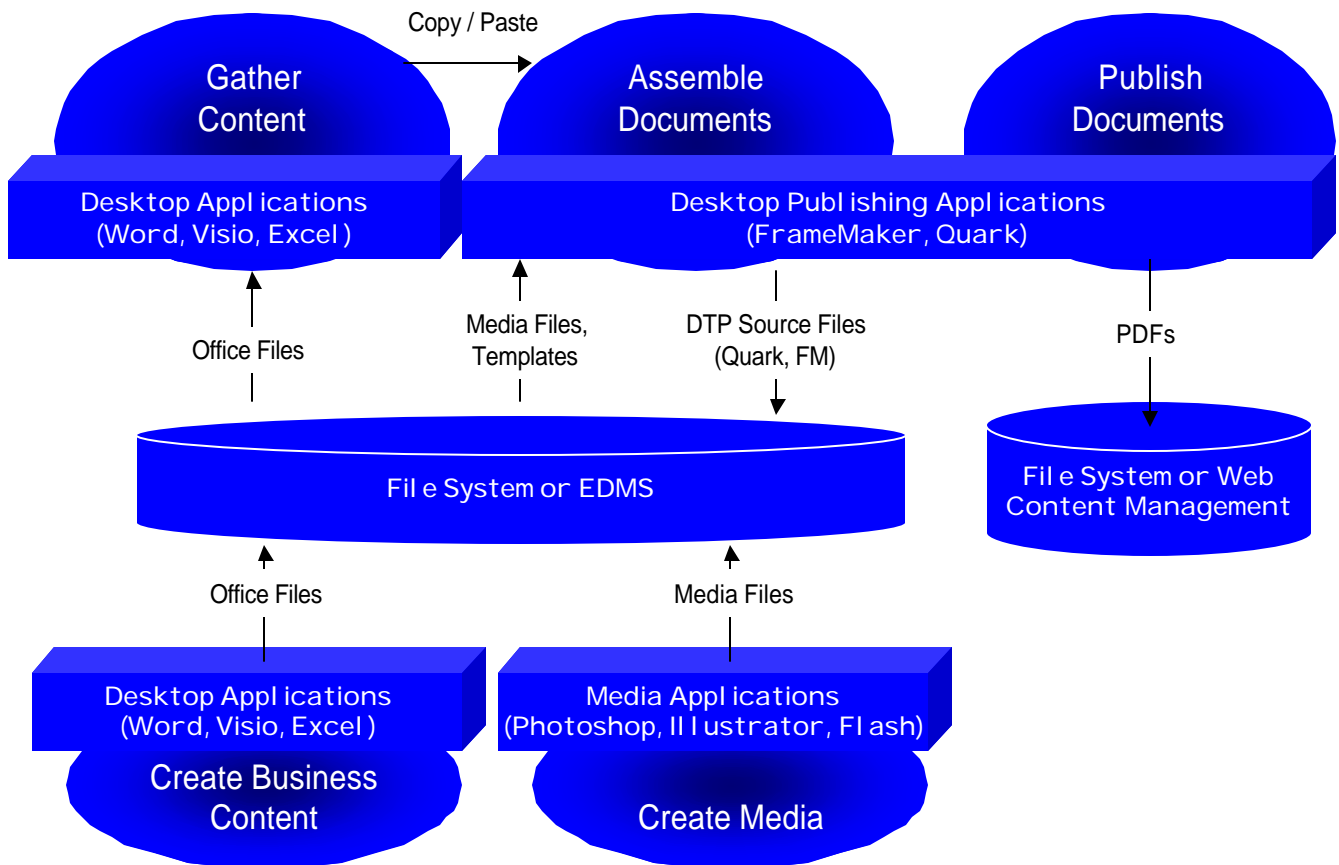 Copy / Paste
Gather
Content
Assemble
Documents
Publish
Documents
Desktop Applications
(Word, Visio, Excel)
Desktop Publishing Applications
(FrameMaker, Quark)
Office Files
Media Files,
Templates
DTP Source Files
(Quark, FM)
PDFs
File System or EDMS
File System or Web
Content Management
Office Files
Media Files
Desktop Applications
(Word, Visio, Excel)
Media Applications
(Photoshop, Illustrator, Flash)
Create Business
Content
Create Media